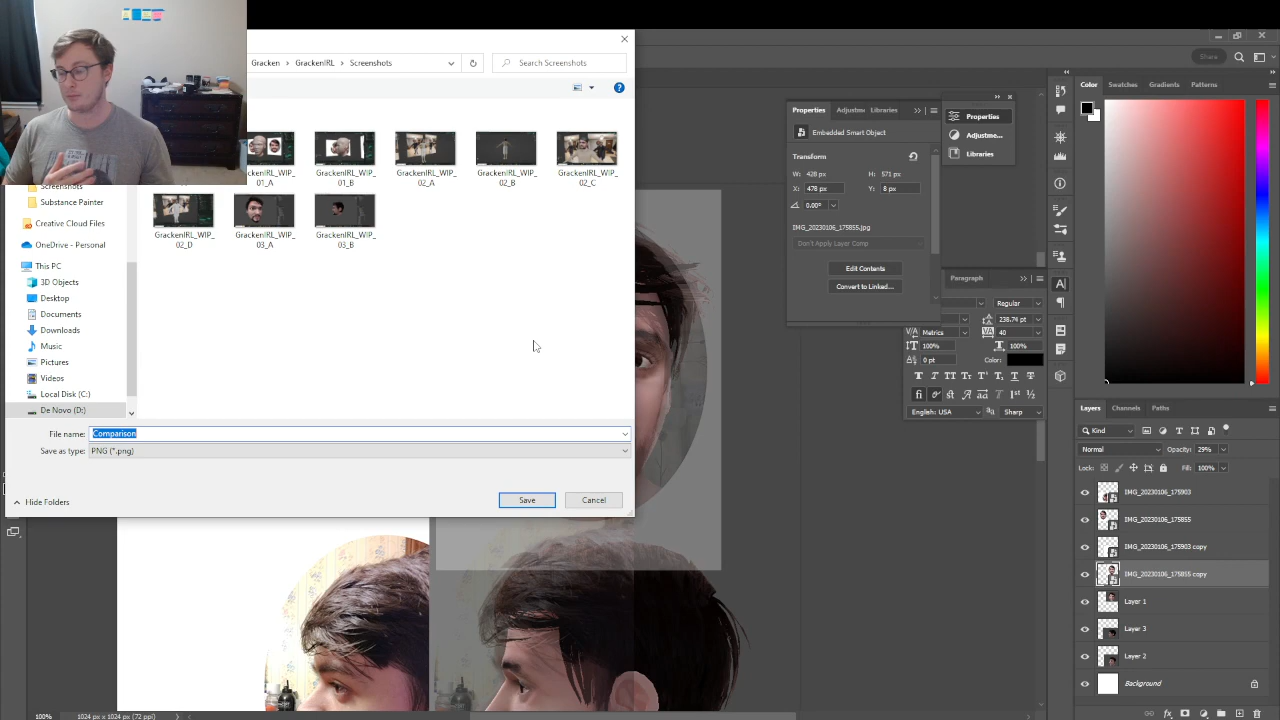 Gracken > GrackenIRL > Screenshots
Search Screenshots
Share
GrackenIRL_WIP_01_A
GrackenIRL_WIP_01_B
GrackenIRL_WIP_02_A
GrackenIRL_WIP_02_B
GrackenIRL_WIP_02_C
GrackenIRL_WIP_02_D
GrackenIRL_WIP_03_A
GrackenIRL_WIP_03_B
Screenshots
Substance Painter
Creative Cloud Files
OneDrive - Personal
This PC
3D Objects
Desktop
Documents
Downloads
Music
Pictures
Videos
Local Disk (C:)
De Novo (D:)
File name: Comparison
Save as type: PNG (*.png)
Hide Folders
Save
Cancel
Properties Adjustme Libraries
Embedded Smart Object
Transform
W: 428 px H: 571 px
X: 478 px Y: 8 px
0.00°
IMG_20230106_175855.jpg
Don't Apply Layer Comp
Edit Contents
Convert to Linked...
Properties
Adjustme...
Libraries
Paragraph
Regular
238.74 pt
Metrics 40
100% 100%
0 pt Color:
English: USA aa Sharp
Color Swatches Gradients Patterns
Layers Channels Paths
Kind
Normal Opacity: 29%
Lock: Fill: 100%
IMG_20230106_175903
IMG_20230106_175855
IMG_20230106_175903 copy
IMG_20230106_175855 copy
Layer 1
Layer 3
Layer 2
Background
100% 1024 px x 1024 px (72 ppi)